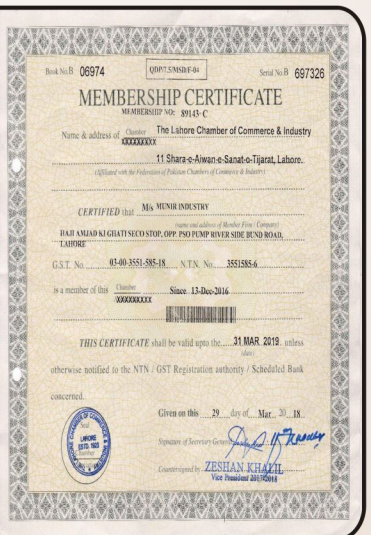 Book No.B 06974
QDP/7.5/MSD/F-04
Serial No.B 697326
MEMBERSHIP CERTIFICATE
MEMBERSHIP NO: 89143-C
Name & address of Chamber The Lahore Chamber of Commerce & Industry
XXXXXXXXX
11 Shara-e-Aiwan-e-Sanat-o-Tijarat, Lahore.
(Affiliated with the Federation of Pakistan Chambers of Commerce & Industry)
CERTIFIED that M/s MUNIR INDUSTRY
(name and address of Member Firm / Company)
HAJI AMJAD KI GHATI SECO STOP, OPP. PSO PUMP RIVER SIDE BUND ROAD,
LAHORE
G.S.T. No. 03-00-3551-585-18 N.T.N. No. 3551585-6
is a member of this Chamber Since 13-Dec-2016
XXXXXXXXX
THIS CERTIFICATE shall be valid upto the 31 MAR 2019 unless
(date)
otherwise notified to the NTN / GST Registration authority / Scheduled Bank
concerned.
Given on this 29 day of Mar 20 18
Seal
LAHORE
ESTD. 1923
Chamber
Signature of Secretary General
Countersigned by ZESHAN KHALIL
Vice President 2017-2018